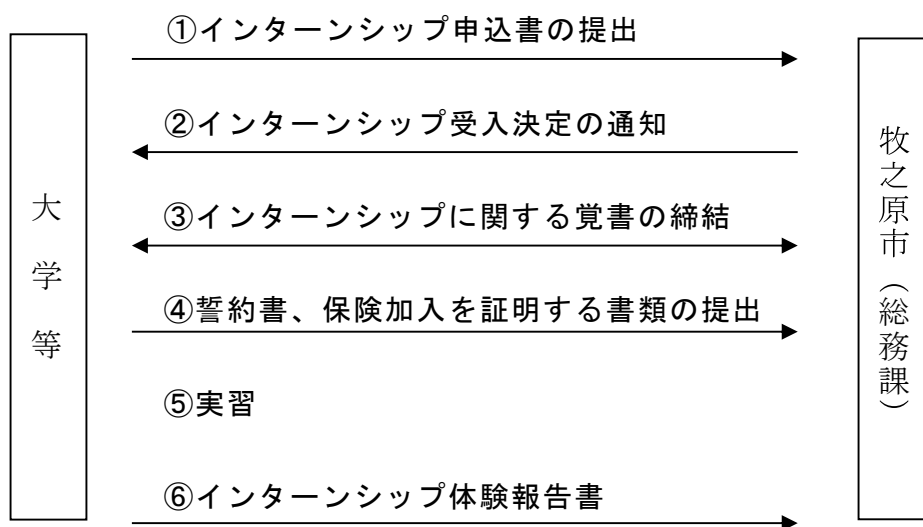 ①インターンシップ申込書の提出
②インターンシップ受入決定の通知
③インターンシップに関する覚書の締結
④誓約書、保険加入を証明する書類の提出
⑤実習
⑥インターンシップ体験報告書
大学等
牧之原市（総務課）